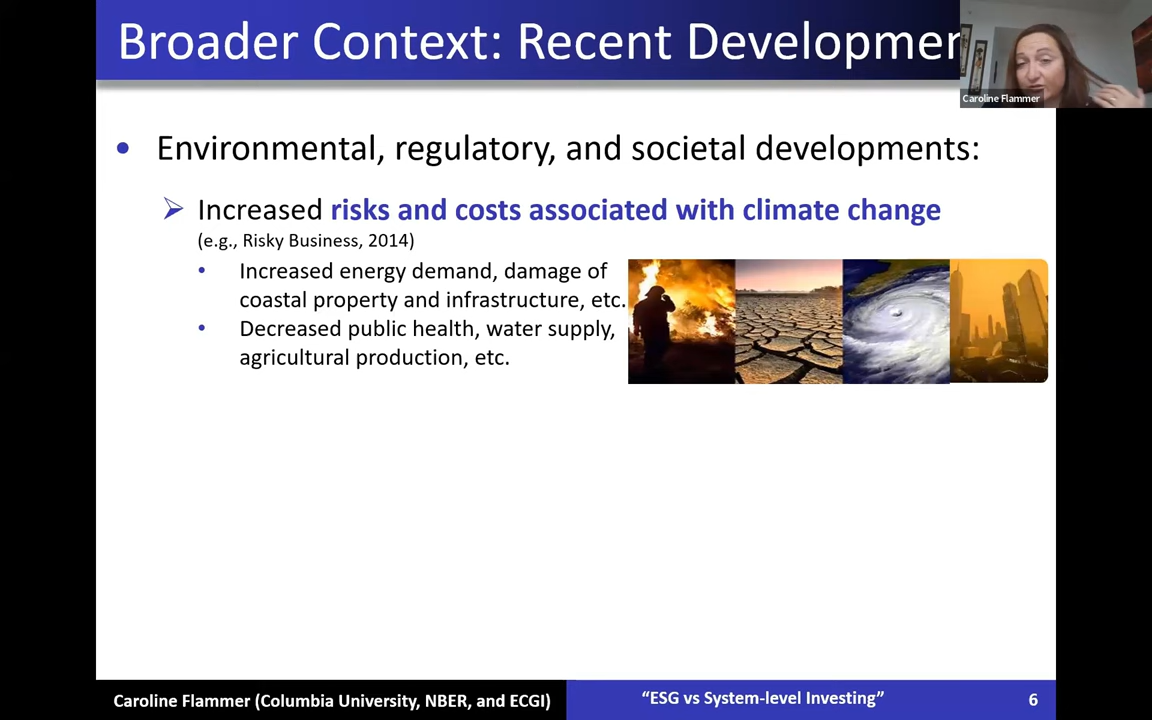 Broader Context: Recent Developmen
Caroline Flammer
• Environmental, regulatory, and societal developments:
➢ Increased risks and costs associated with climate change
(e.g., Risky Business, 2014)
• Increased energy demand, damage of
coastal property and infrastructure, etc.
• Decreased public health, water supply,
agricultural production, etc.
Caroline Flammer (Columbia University, NBER, and ECGI)
“ESG vs System-level Investing”
6